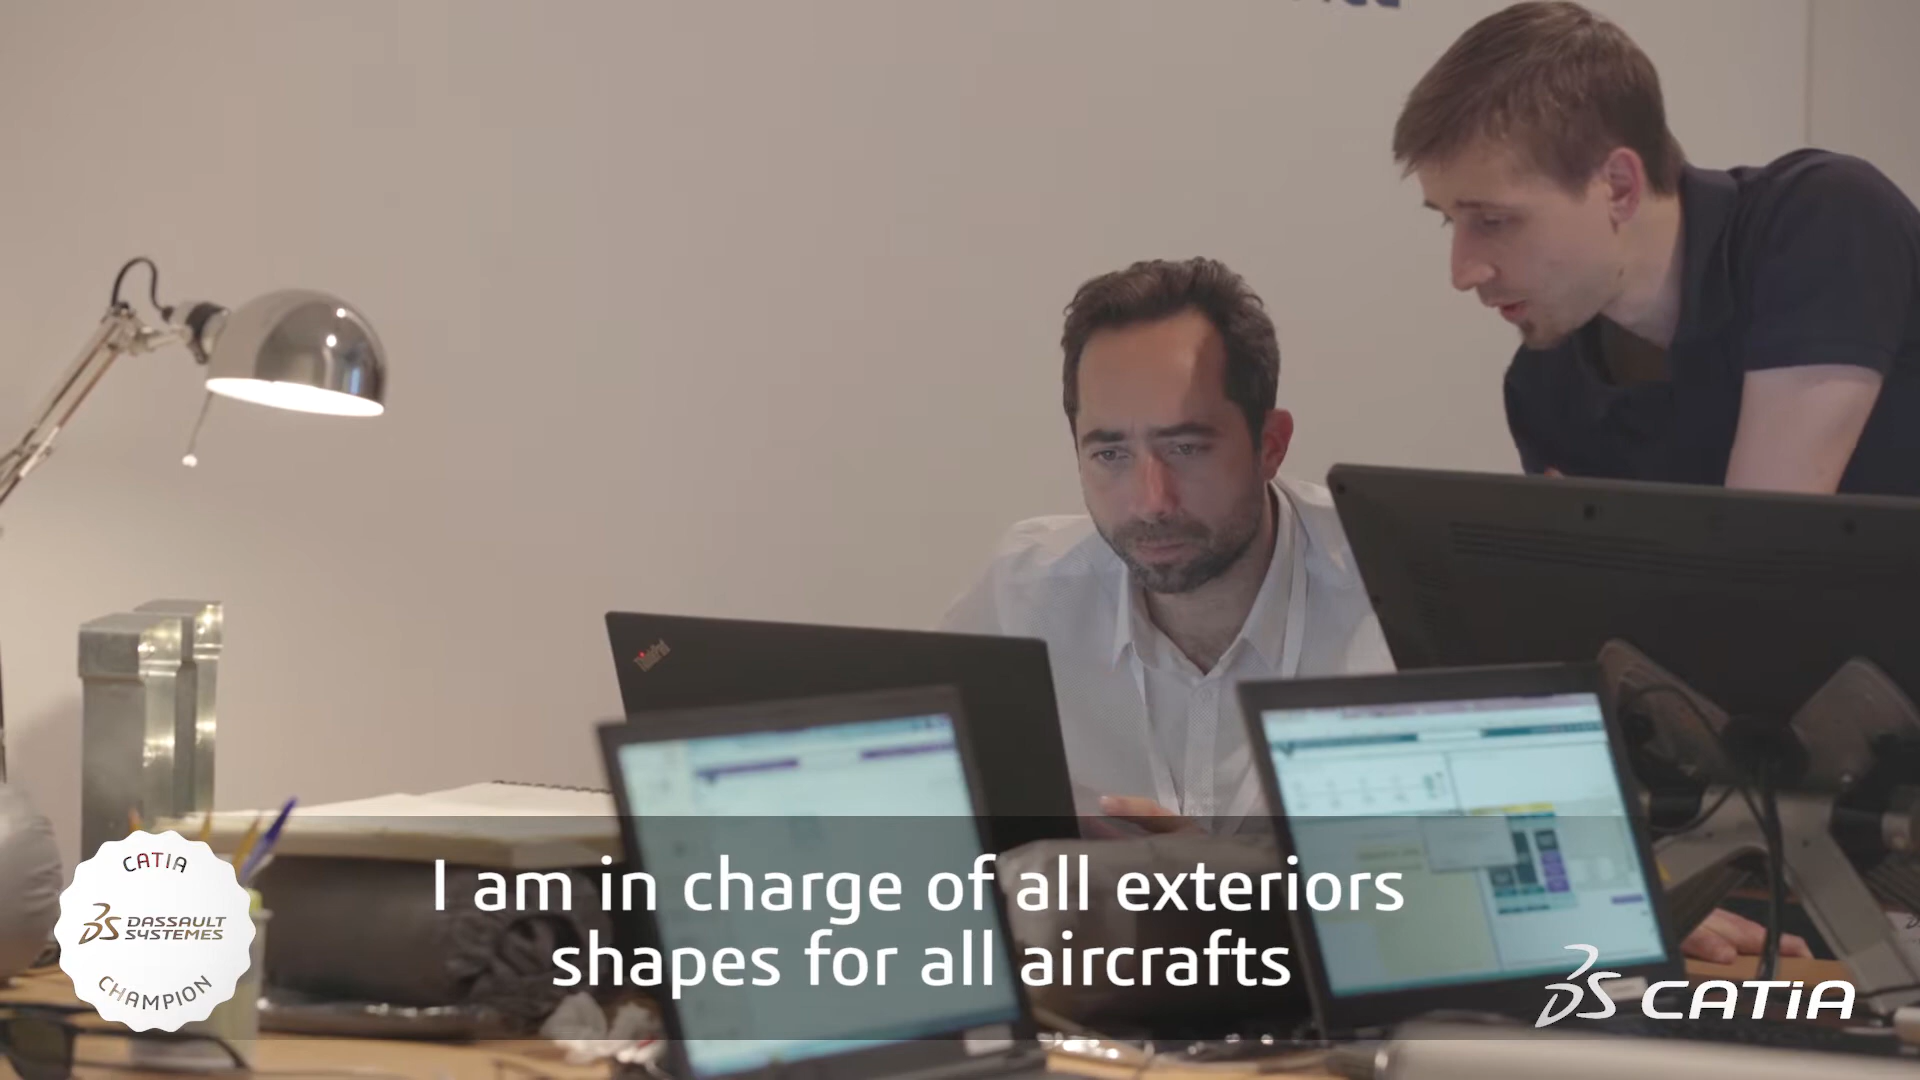 ThinkPad
I am in charge of all exteriors
shapes for all aircrafts
CATIA
DASSAULT
SYSTEMES
CHAMPION
CATIA